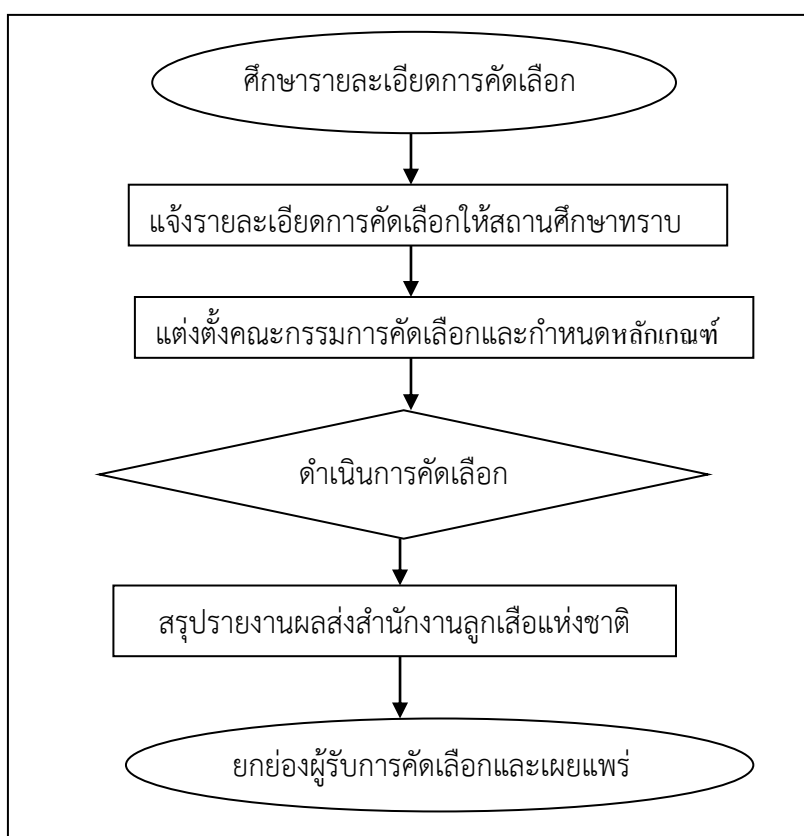 ศึกษารายละเอียดการคัดเลือก
แจ้งรายละเอียดการคัดเลือกให้สถานศึกษาทราบ
แต่งตั้งคณะกรรมการคัดเลือกและกำหนดหลักเกณฑ์
ดำเนินการคัดเลือก
สรุปรายงานผลส่งสำนักงานลูกเสือแห่งชาติ
ยกย่องผู้รับการคัดเลือกและเผยแพร่